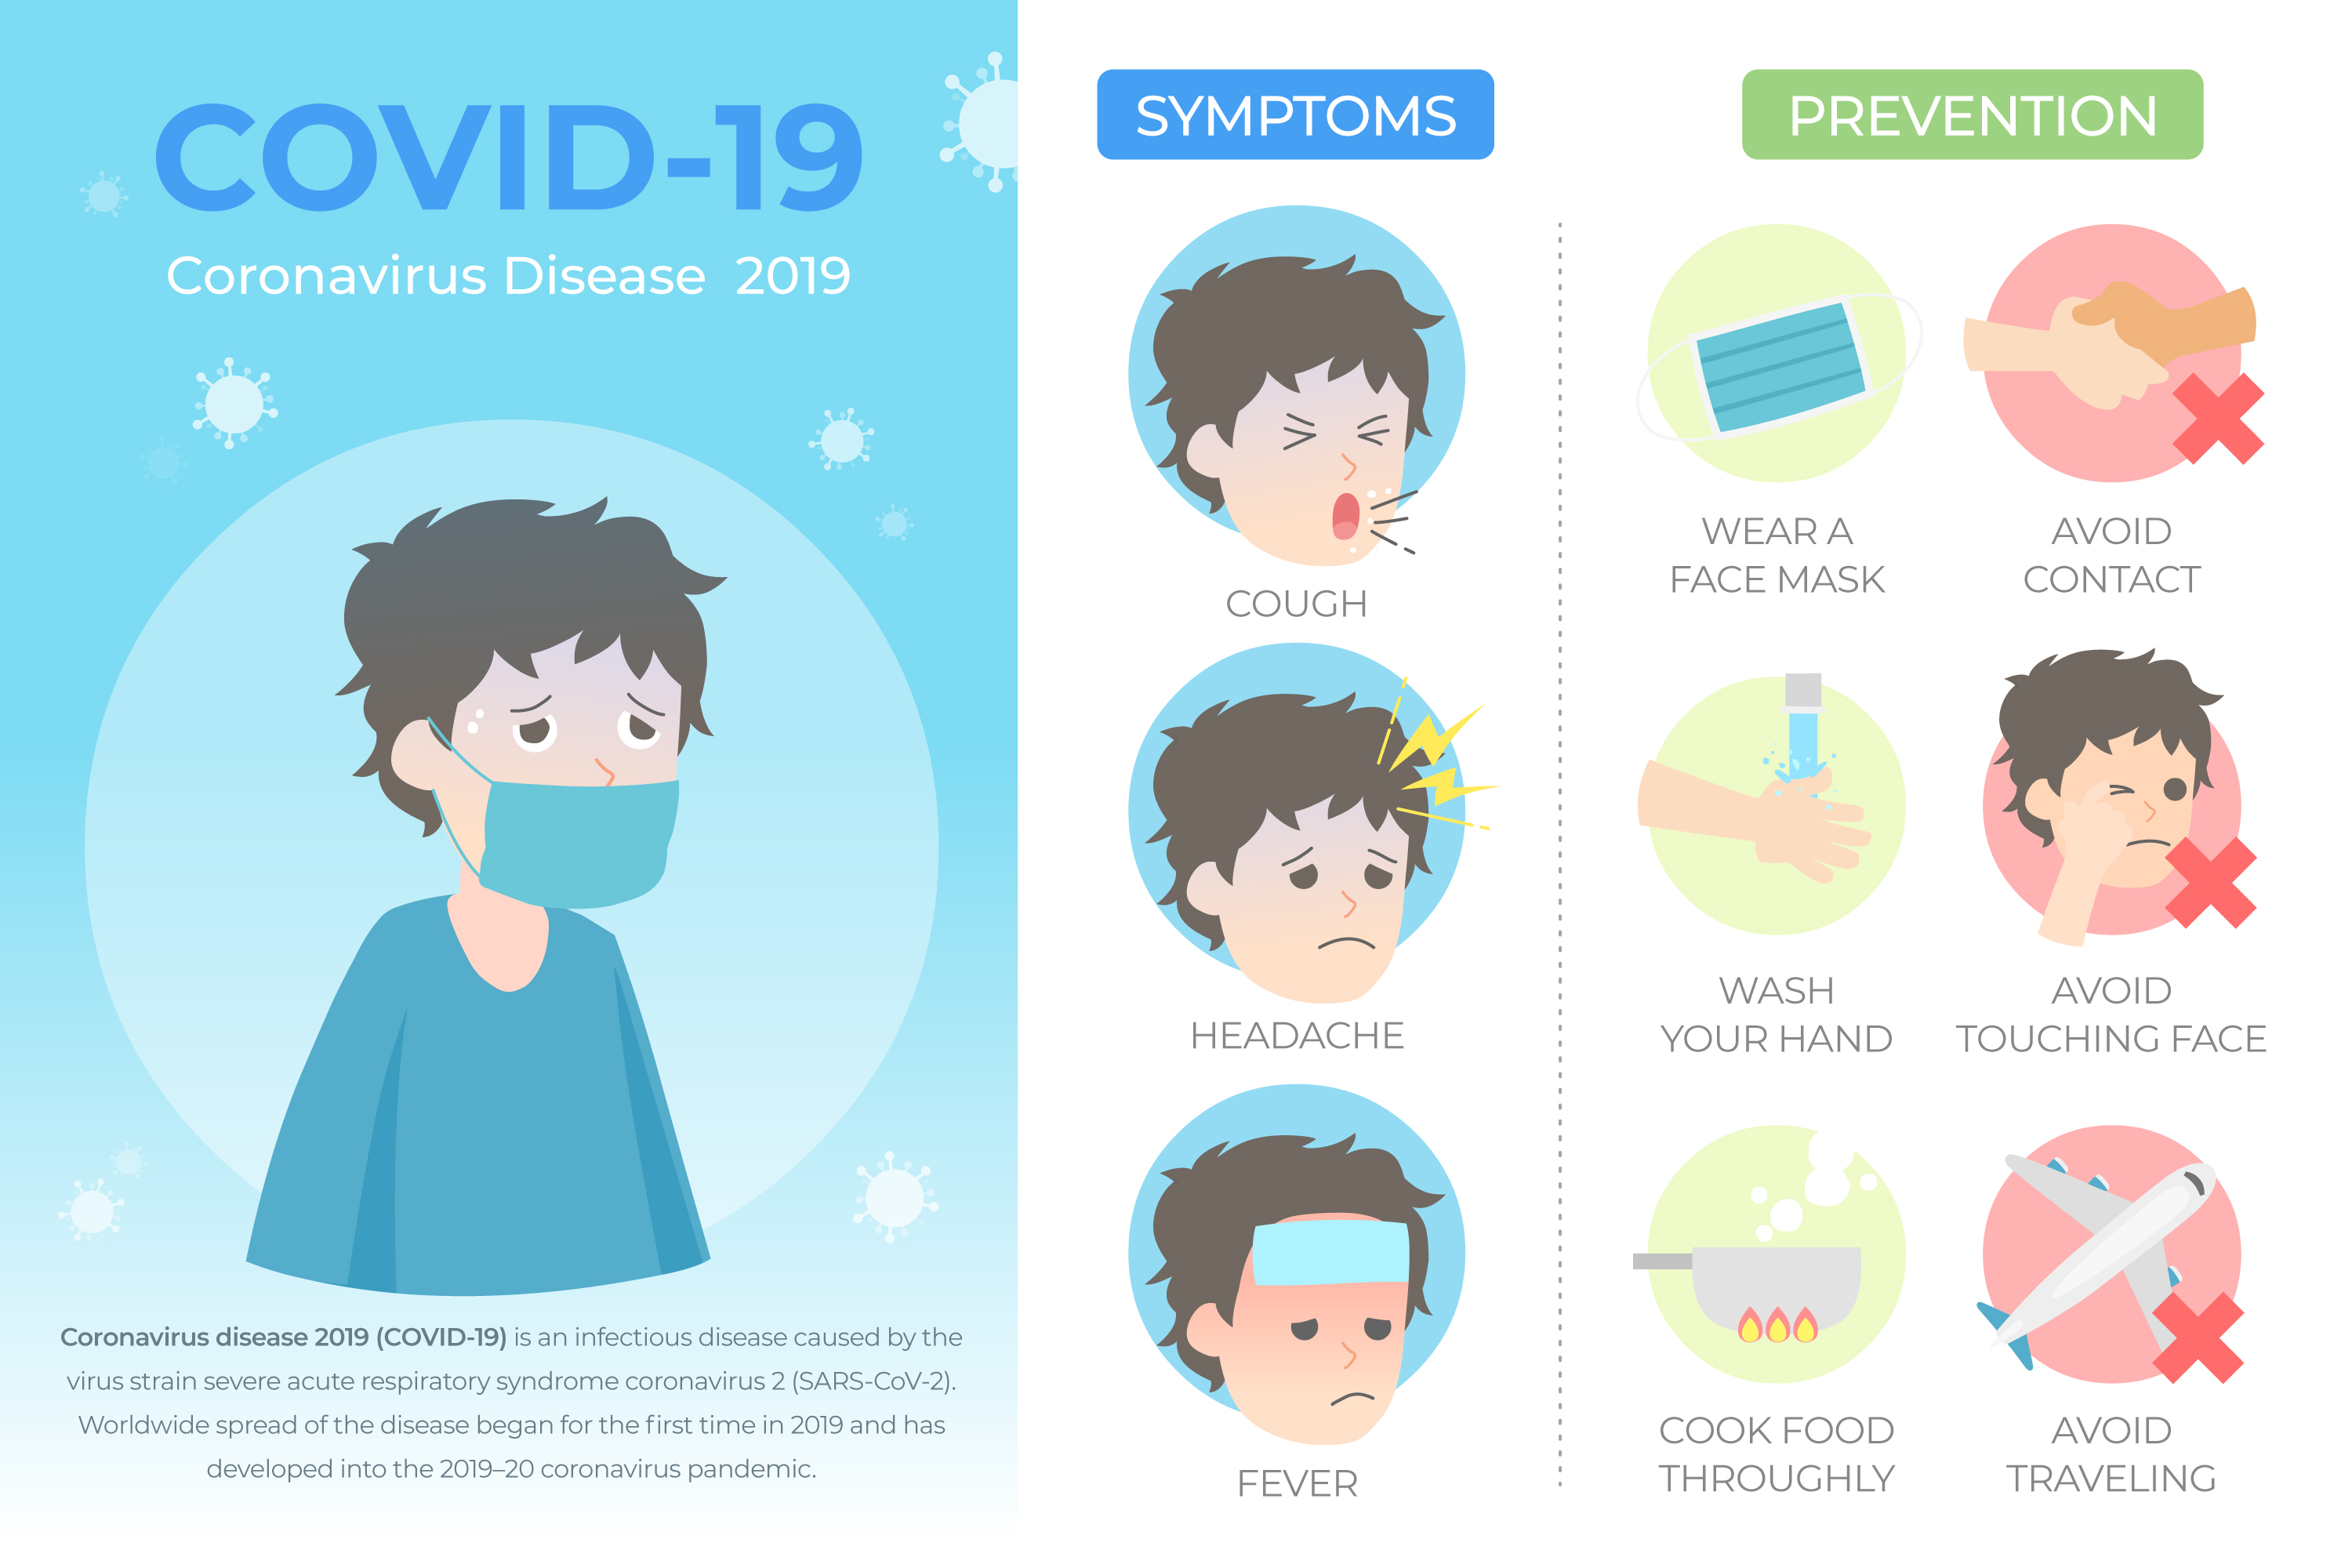 COVID-19
Coronavirus Disease 2019
Coronavirus disease 2019 (COVID-19) is an infectious disease caused by the
virus strain severe acute respiratory syndrome coronavirus 2 (SARS-CoV-2).
Worldwide spread of the disease began for the first time in 2019 and has
developed into the 2019–20 coronavirus pandemic.
SYMPTOMS
COUGH
HEADACHE
FEVER
PREVENTION
WEAR A
FACE MASK
AVOID
CONTACT
WASH
YOUR HAND
AVOID
TOUCHING FACE
COOK FOOD
THROUGHLY
AVOID
TRAVELING